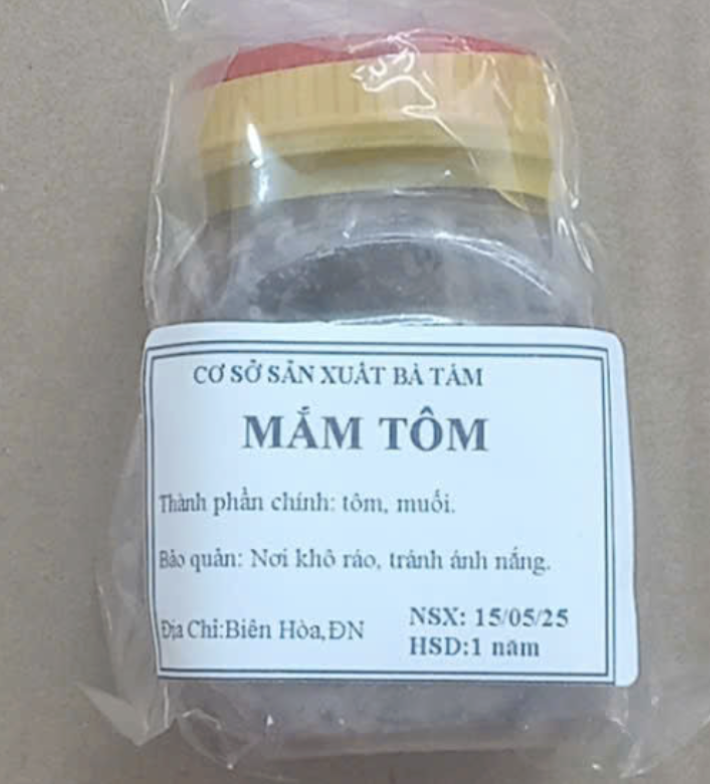 CƠ SỞ SẢN XUẤT BÀ TÂM
MẮM TÔM
Thành phần chính: tôm, muối.
Bảo quản: Nơi khô ráo, tránh ánh nắng.
Địa Chỉ:Biên Hòa,ĐN
NSX: 15/05/25
HSD:1 năm